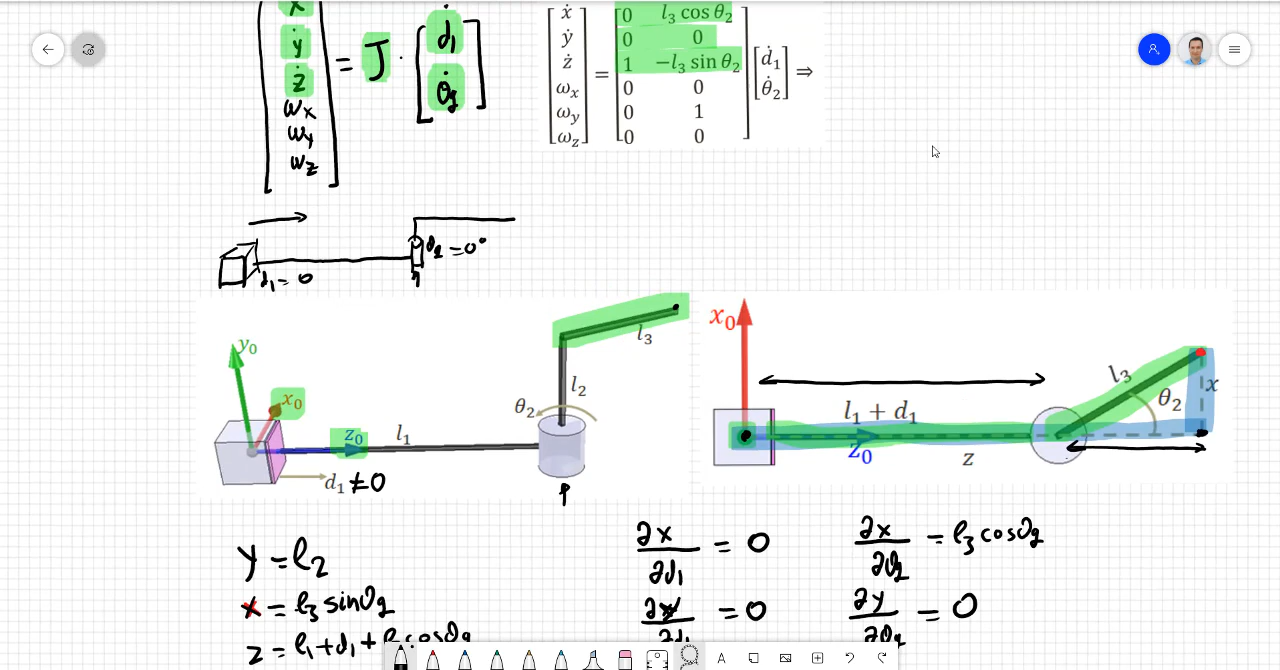 ẋ
ẏ
ż
ωx
ωy
ωz
= J ·
ḋ1
θ̇2
ẋ
ẏ
ż
ωx
ωy
ωz
=
0 l3 cos θ2
0 0
1 −l3 sin θ2
0 0
0 1
0 0
ḋ1
θ̇2
⇒
d1 = 0
θ2 = 0°
y0
x0
z0
l1
d1 ≠ 0
θ2
l2
l3
x0
l1 + d1
z0
z
l3
θ2
x
y = l2
x = l3 sinθ2
z = l1 + d1 + l3 cosθ2
∂x/∂d1 = 0
∂x/∂θ2 = l3 cosθ2
= 0
∂y/∂θ2 = 0
A